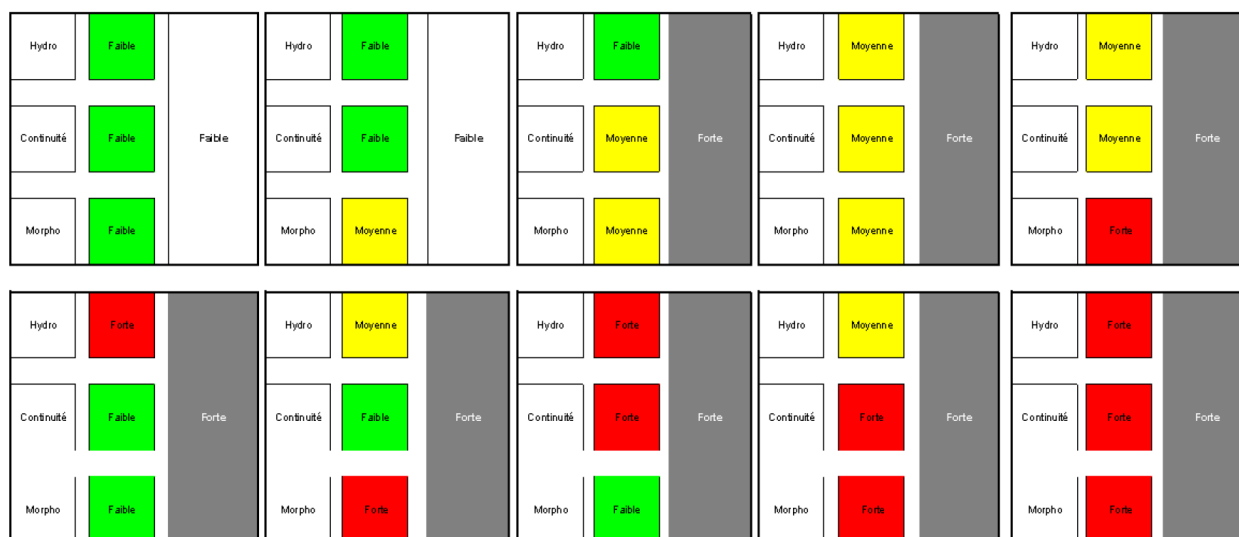 Hydro Faible Hydro Faible Hydro Faible Hydro Moyenne Hydro Moyenne
Continuité Faible Faible Continuité Faible Faible Continuité Moyenne Forte Continuité Moyenne Forte Continuité Moyenne Forte
Morpho Faible Morpho Moyenne Morpho Moyenne Morpho Moyenne Morpho Forte
Hydro Forte Hydro Moyenne Hydro Forte Hydro Moyenne Hydro Forte
Continuité Faible Forte Continuité Faible Forte Continuité Forte Forte Continuité Forte Forte Continuité Forte Forte
Morpho Faible Morpho Forte Morpho Faible Morpho Forte Morpho Forte